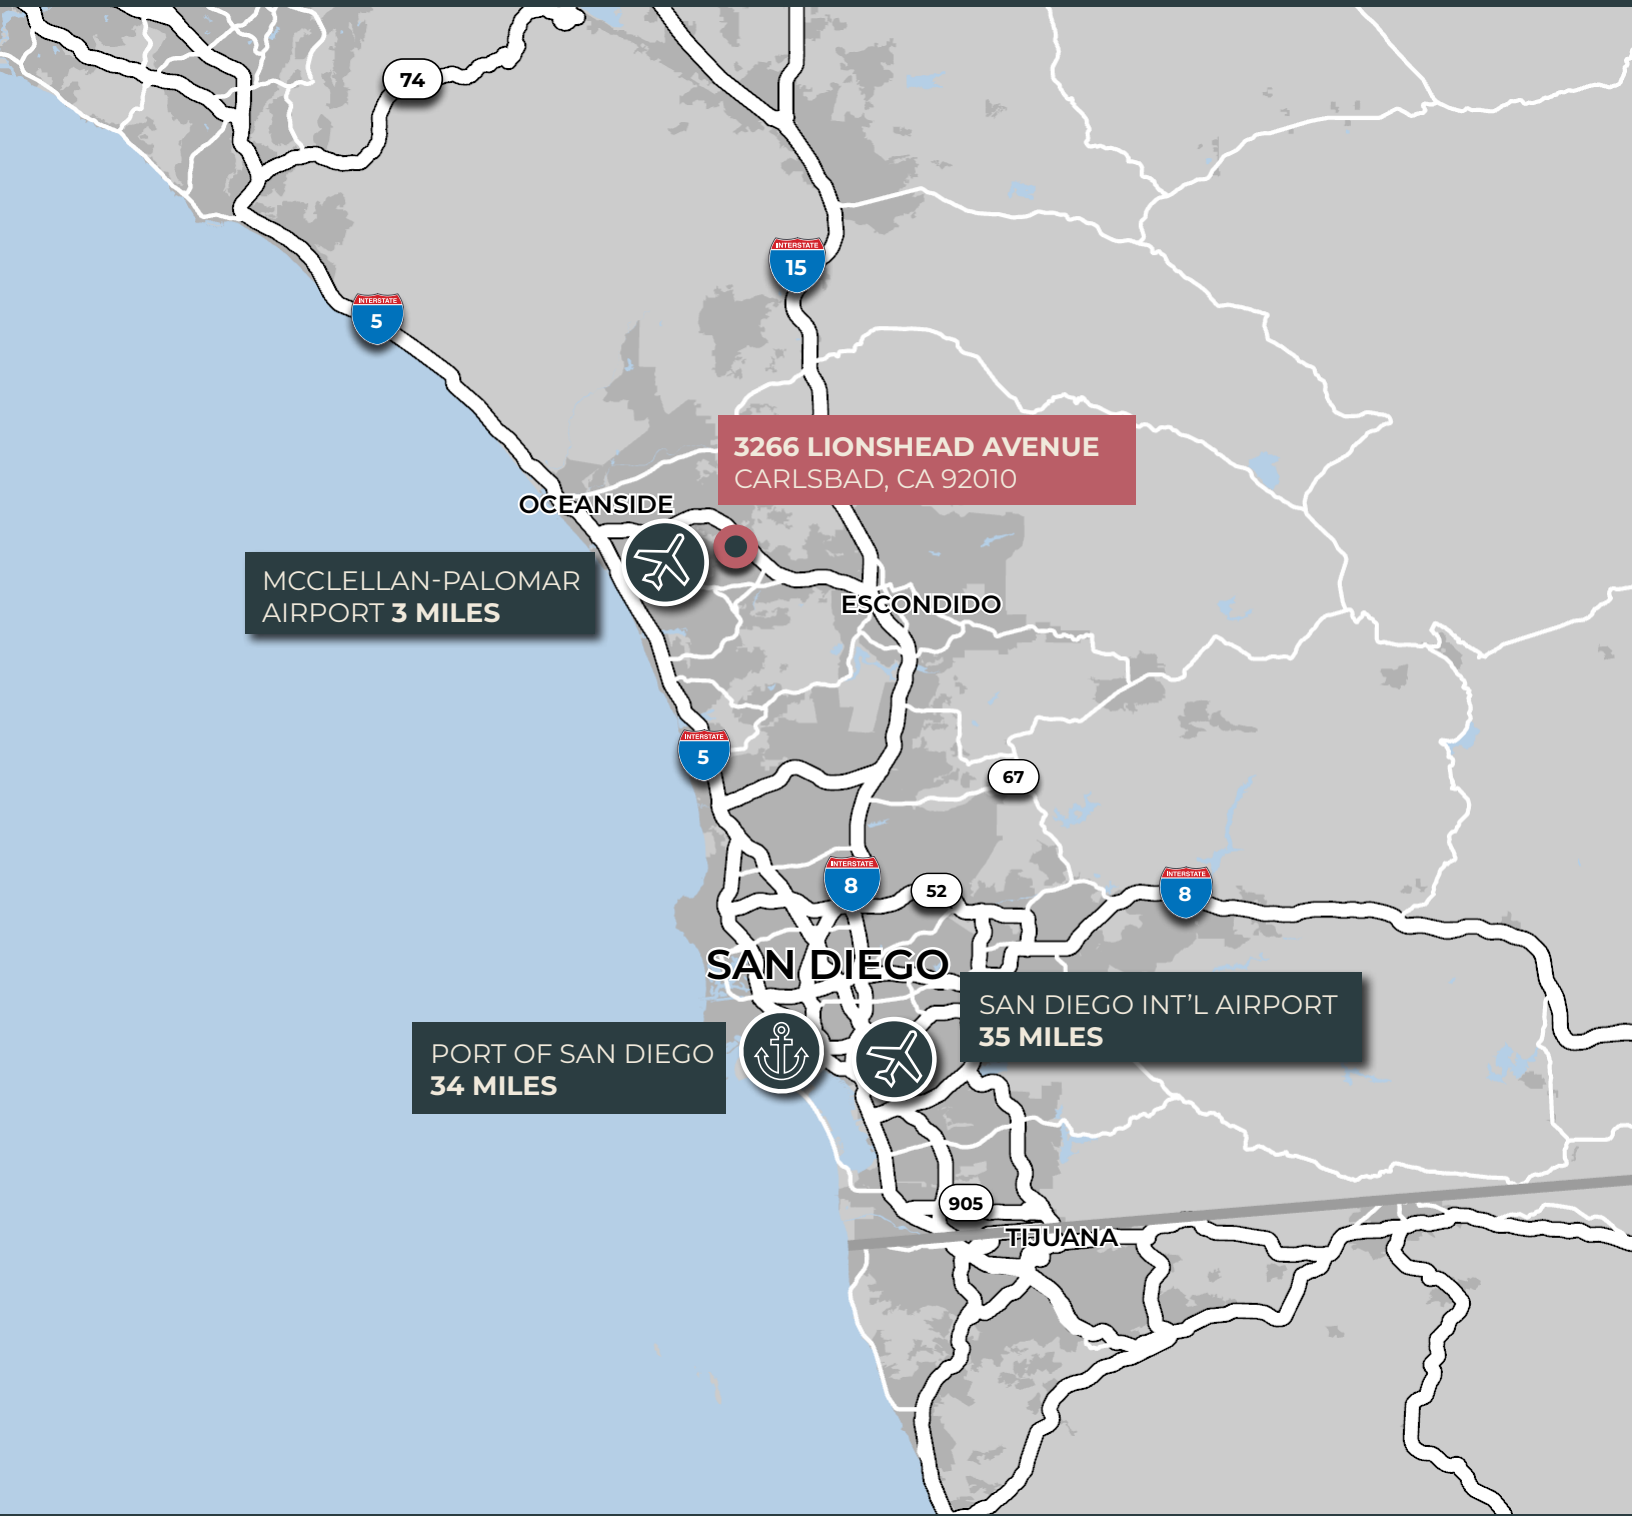 74
INTERSTATE
15
INTERSTATE
5
3266 LIONSHEAD AVENUE
CARLSBAD, CA 92010
OCEANSIDE
MCCLELLAN-PALOMAR
AIRPORT 3 MILES
ESCONDIDO
INTERSTATE
5
67
INTERSTATE
8
52
INTERSTATE
8
SAN DIEGO
SAN DIEGO INT'L AIRPORT
35 MILES
PORT OF SAN DIEGO
34 MILES
905
TIJUANA